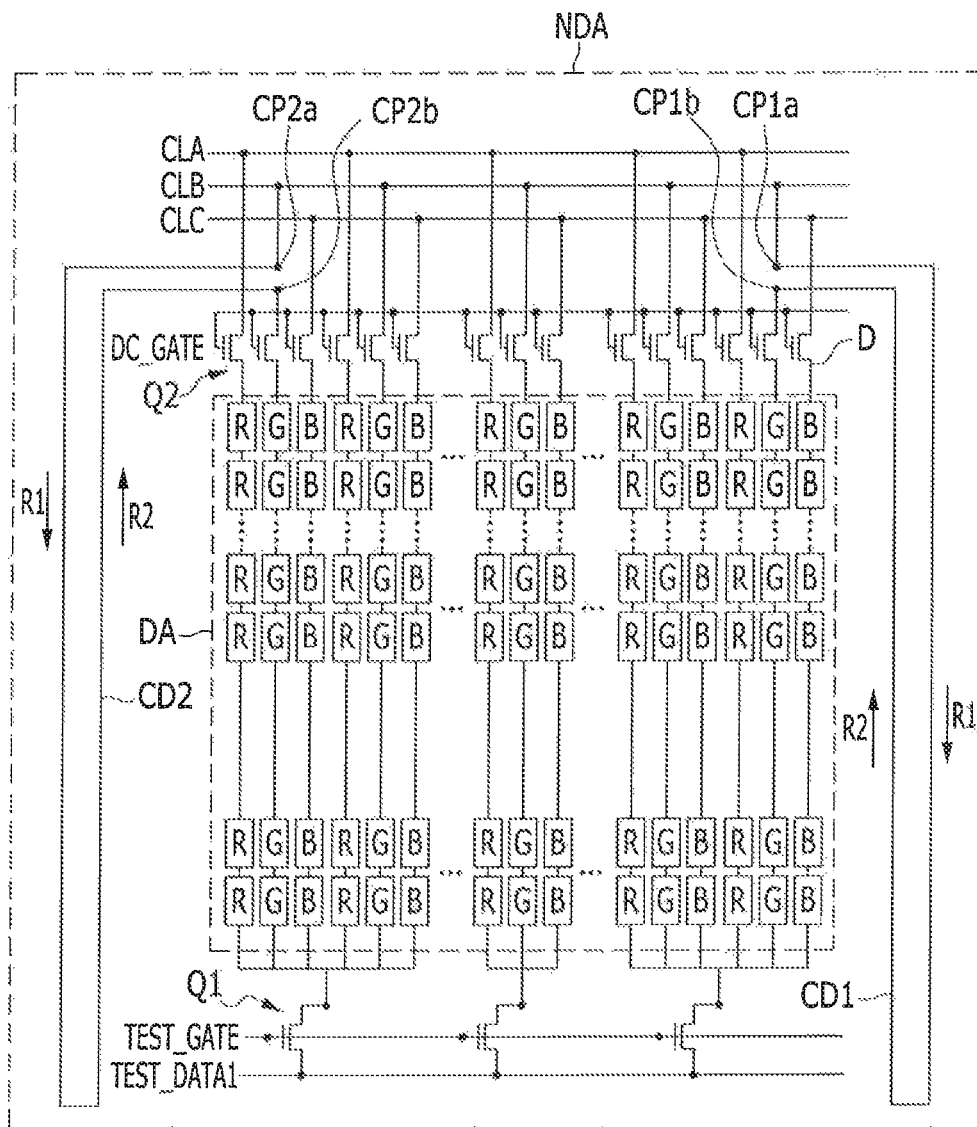 NDA
CP2a CP2b CP1b CP1a
CLA
CLB
CLC
DC_GATE
D
Q2
R G B R G B ... R G B ... R G B R G B
R G B R G B R G B R G B R G B
R1 R2
R G B R G B ... R G B ... R G B R G B
DA
R G B R G B R G B R G B R G B
CD2
R2 R1
R G B R G B R G B R G B R G B
R G B R G B ... R G B ... R G B R G B
Q1
CD1
TEST_GATE
TEST_DATA1